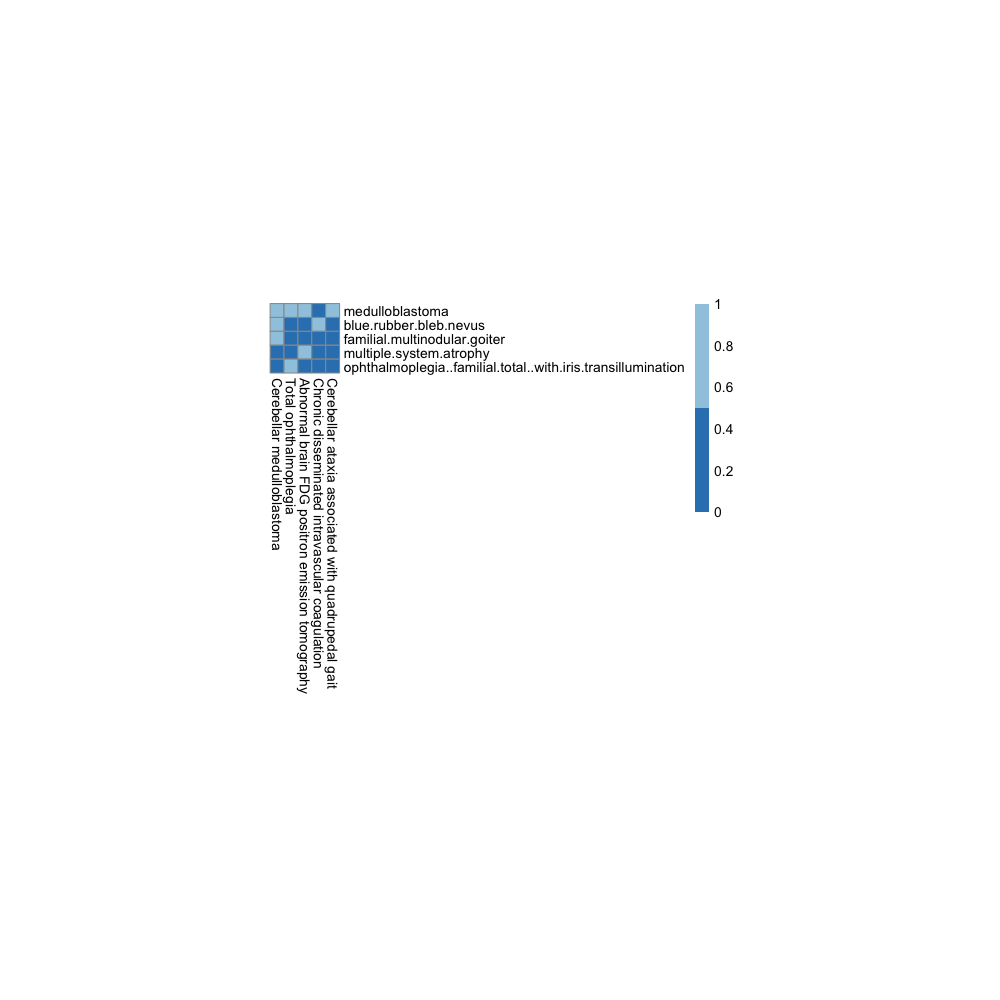 medulloblastoma
blue.rubber.bleb.nevus
familial.multinodular.goiter
multiple.system.atrophy
ophthalmoplegia..familial.total..with.iris.transillumination
Cerebellar medulloblastoma
Total ophthalmoplegia
Abnormal brain FDG positron emission tomography
Chronic disseminated intravascular coagulation
Cerebellar ataxia associated with quadrupedal gait
1
0.8
0.6
0.4
0.2
0